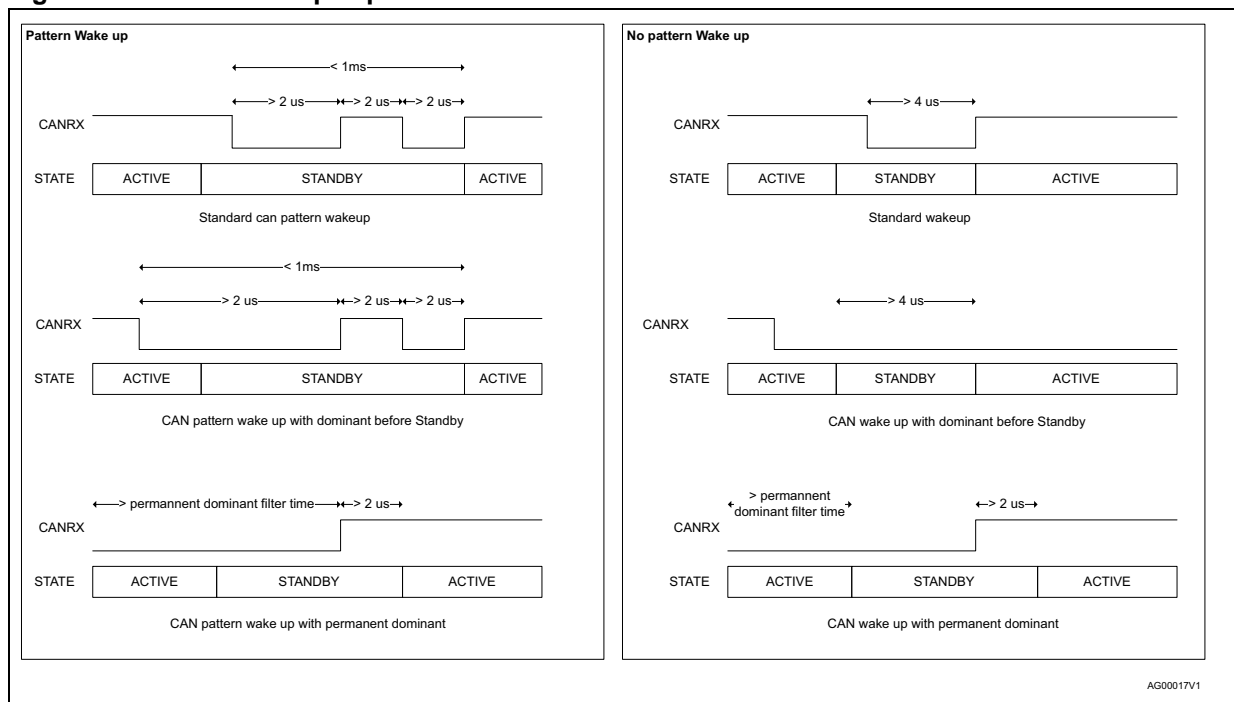 Pattern Wake up
< 1ms
> 2 us > 2 us > 2 us
CANRX
STATE ACTIVE STANDBY ACTIVE
Standard can pattern wakeup
< 1ms
> 2 us > 2 us > 2 us
CANRX
STATE ACTIVE STANDBY ACTIVE
CAN pattern wake up with dominant before Standby
> permannent dominant filter time > 2 us
CANRX
STATE ACTIVE STANDBY ACTIVE
CAN pattern wake up with permanent dominant
No pattern Wake up
> 4 us
CANRX
STATE ACTIVE STANDBY ACTIVE
Standard wakeup
> 4 us
CANRX
STATE ACTIVE STANDBY ACTIVE
CAN wake up with dominant before Standby
> permannent
dominant filter time > 2 us
CANRX
STATE ACTIVE STANDBY ACTIVE
CAN wake up with permanent dominant
AG00017V1